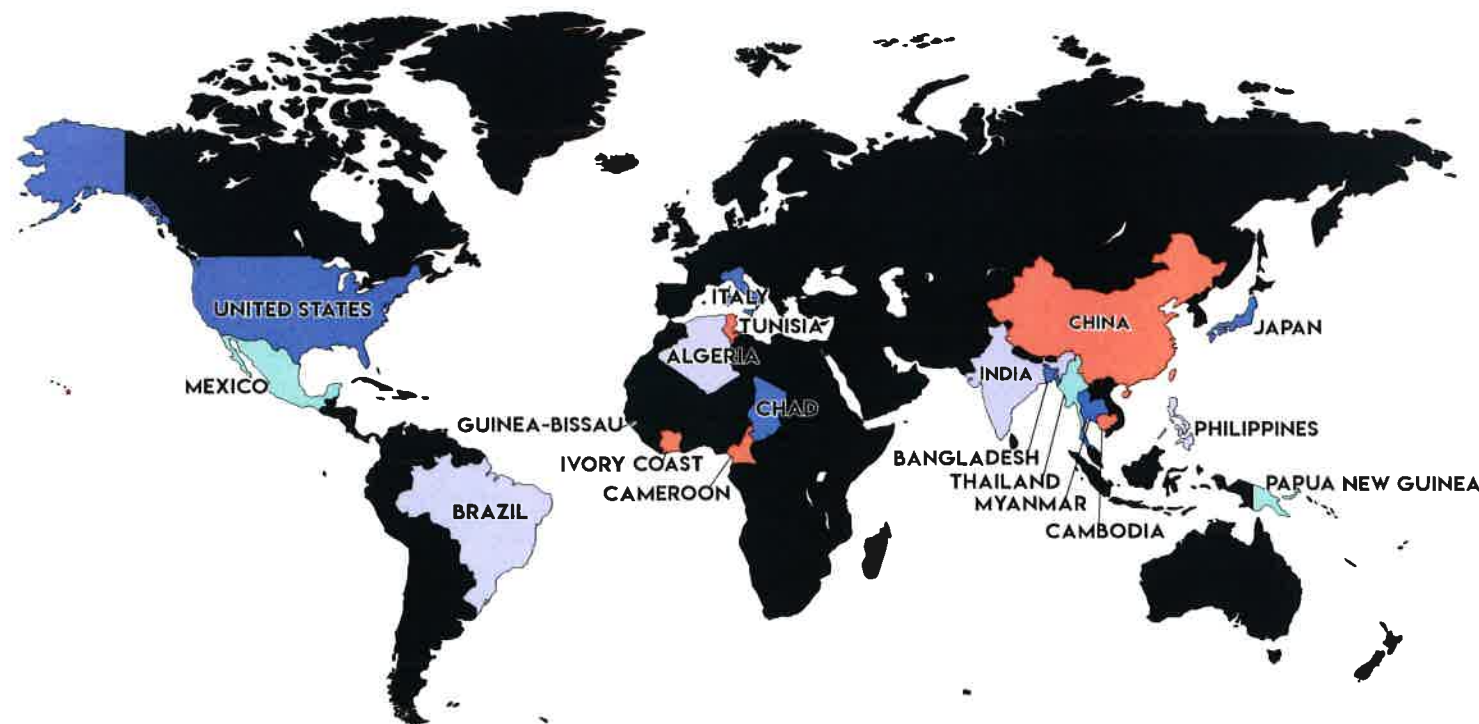 UNITED STATES
MEXICO
BRAZIL
ITALY
TUNISIA
ALGERIA
CHAD
GUINEA-BISSAU
IVORY COAST
CAMEROON
CHINA
JAPAN
INDIA
PHILIPPINES
BANGLADESH
THAILAND
MYANMAR
CAMBODIA
PAPUA NEW GUINEA